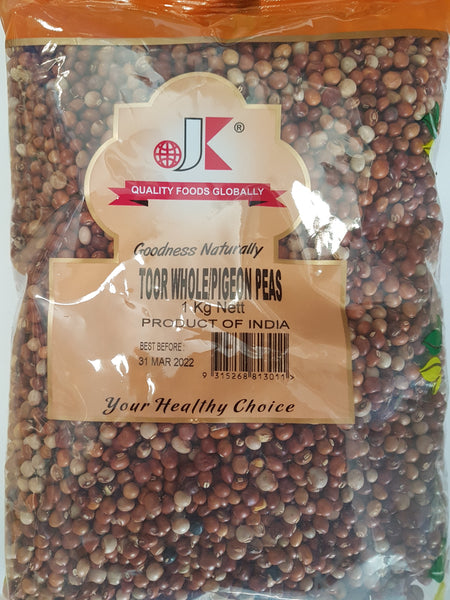 JK ®
QUALITY FOODS GLOBALLY
Goodness Naturally
TOOR WHOLE/PIGEON PEAS
1 Kg Nett
PRODUCT OF INDIA
BEST BEFORE:
31 MAR 2022
9 315268 813011 >
Your Healthy Choice